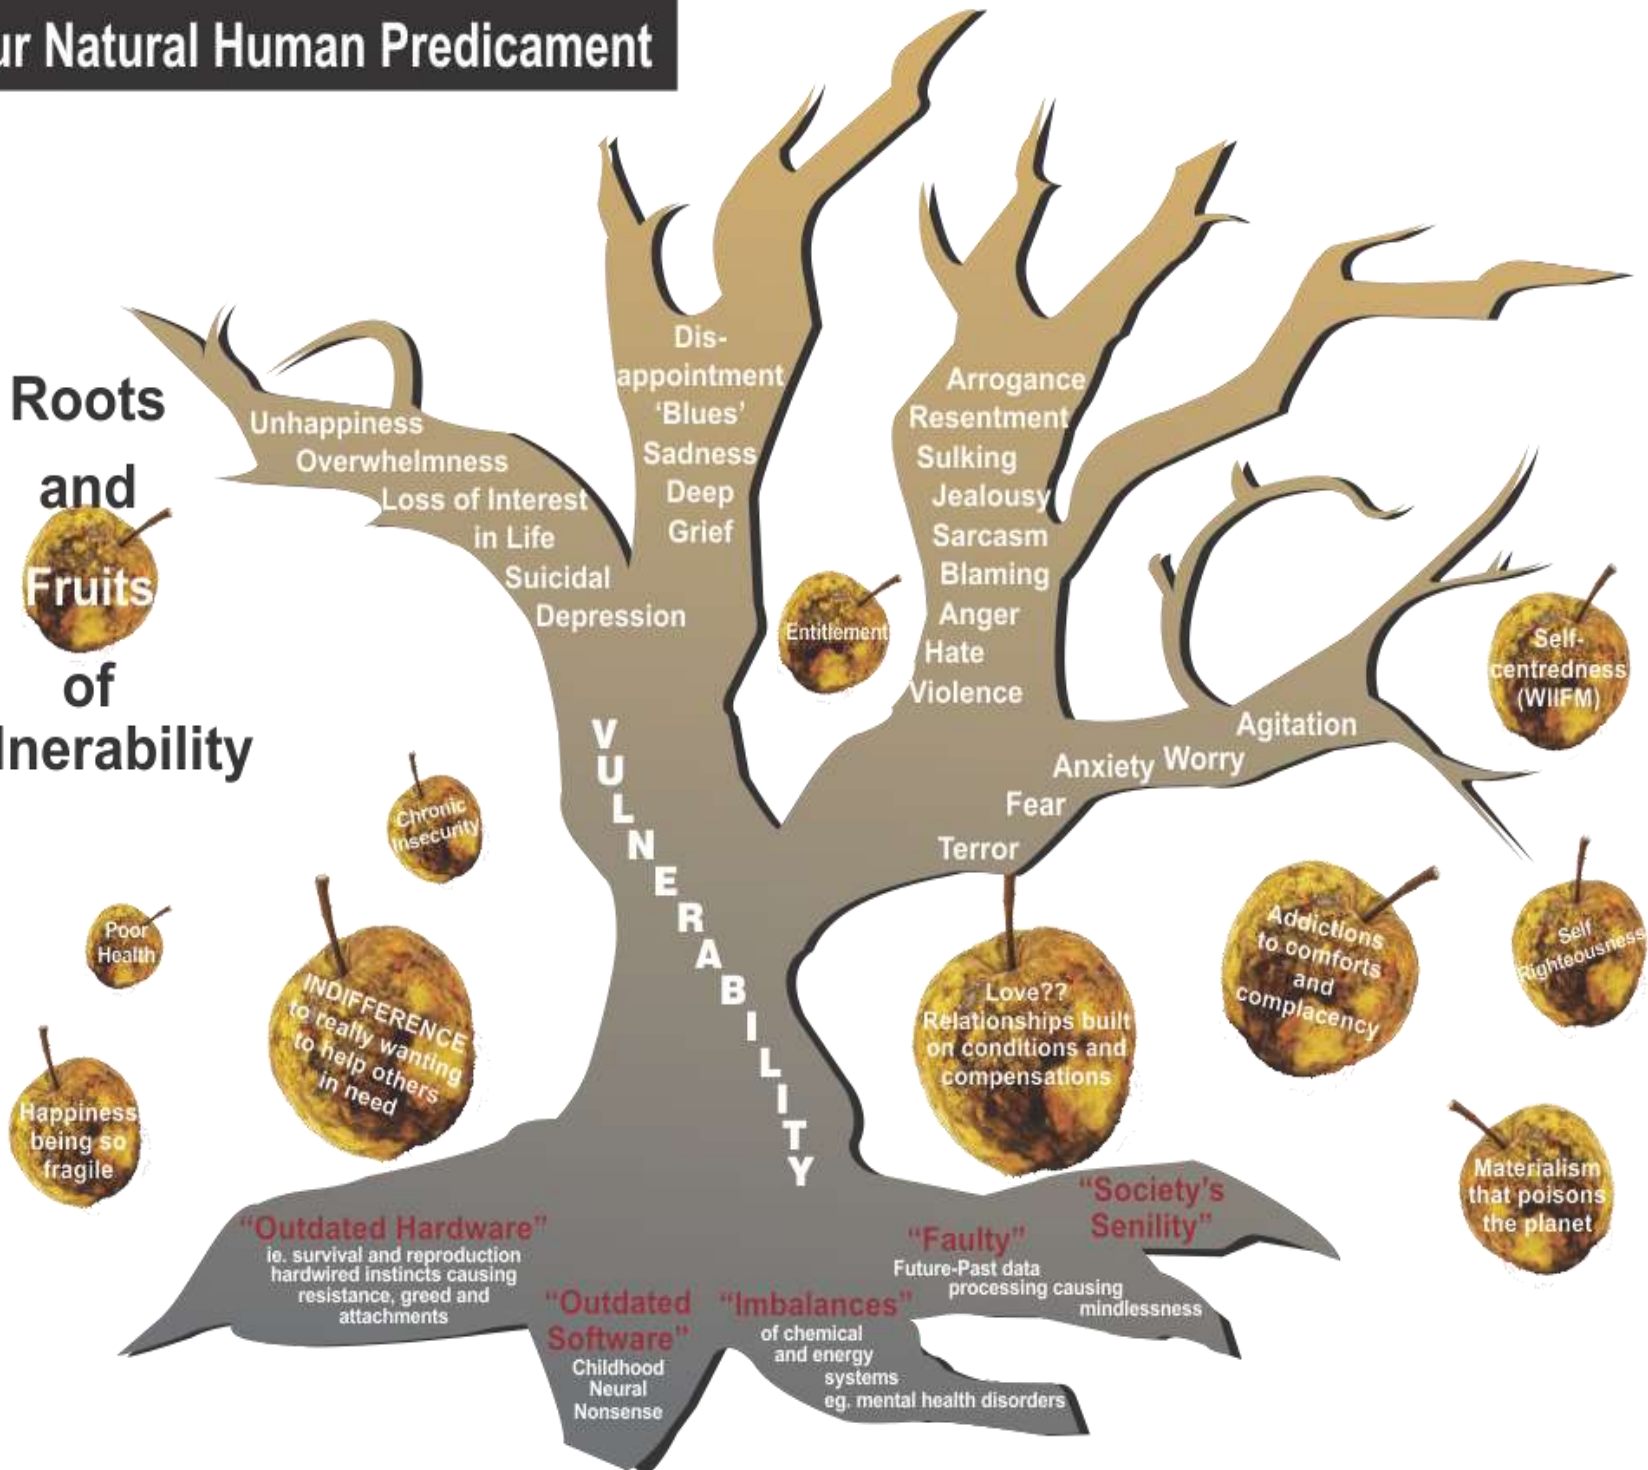 ur Natural Human Predicament
Roots
and
Fruits
of
lnerability
Unhappiness
Overwhelmness
Loss of Interest
in Life
Suicidal
Depression
Dis-
appointment
‘Blues’
Sadness
Deep
Grief
Arrogance
Resentment
Sulking
Jealousy
Sarcasm
Blaming
Anger
Hate
Violence
Agitation
Worry
Anxiety
Fear
Terror
VULNERABILITY
Entitlement
Self-
centredness
(WIIFM)
Chronic
Insecurity
Poor
Health
INDIFFERENCE
to really wanting
to help others
in need
Happiness
being so
fragile
Love??
Relationships built
on conditions and
compensations
Addictions
to comforts
and
complacency
Self
Righteousness
Materialism
that poisons
the planet
“Outdated Hardware”
ie. survival and reproduction
hardwired instincts causing
resistance, greed and
attachments
“Outdated
Software”
Childhood
Neural
Nonsense
“Imbalances”
of chemical
and energy
systems
eg. mental health disorders
“Faulty”
Future-Past data
processing causing
mindlessness
“Society’s
Senility”